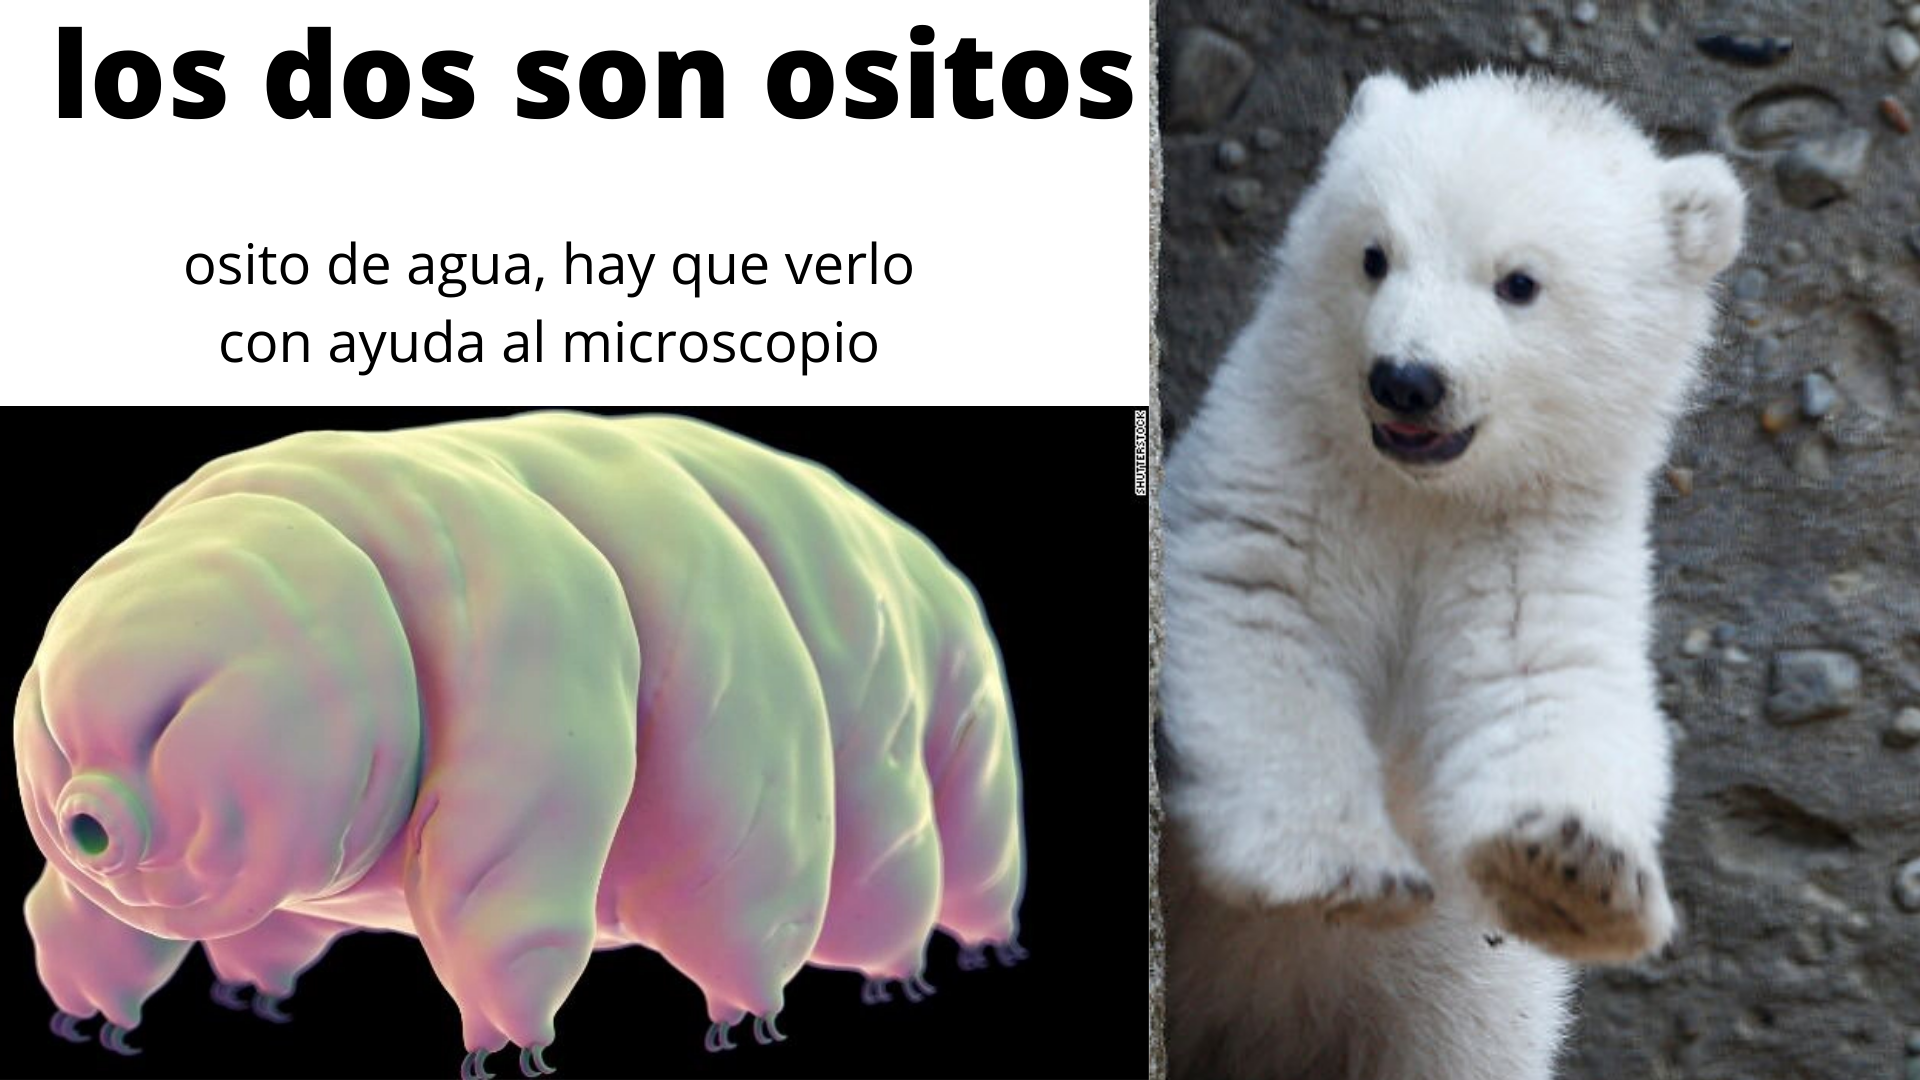 los dos son ositos
osito de agua, hay que verlo
con ayuda al microscopio
SHUTTERSTOCK